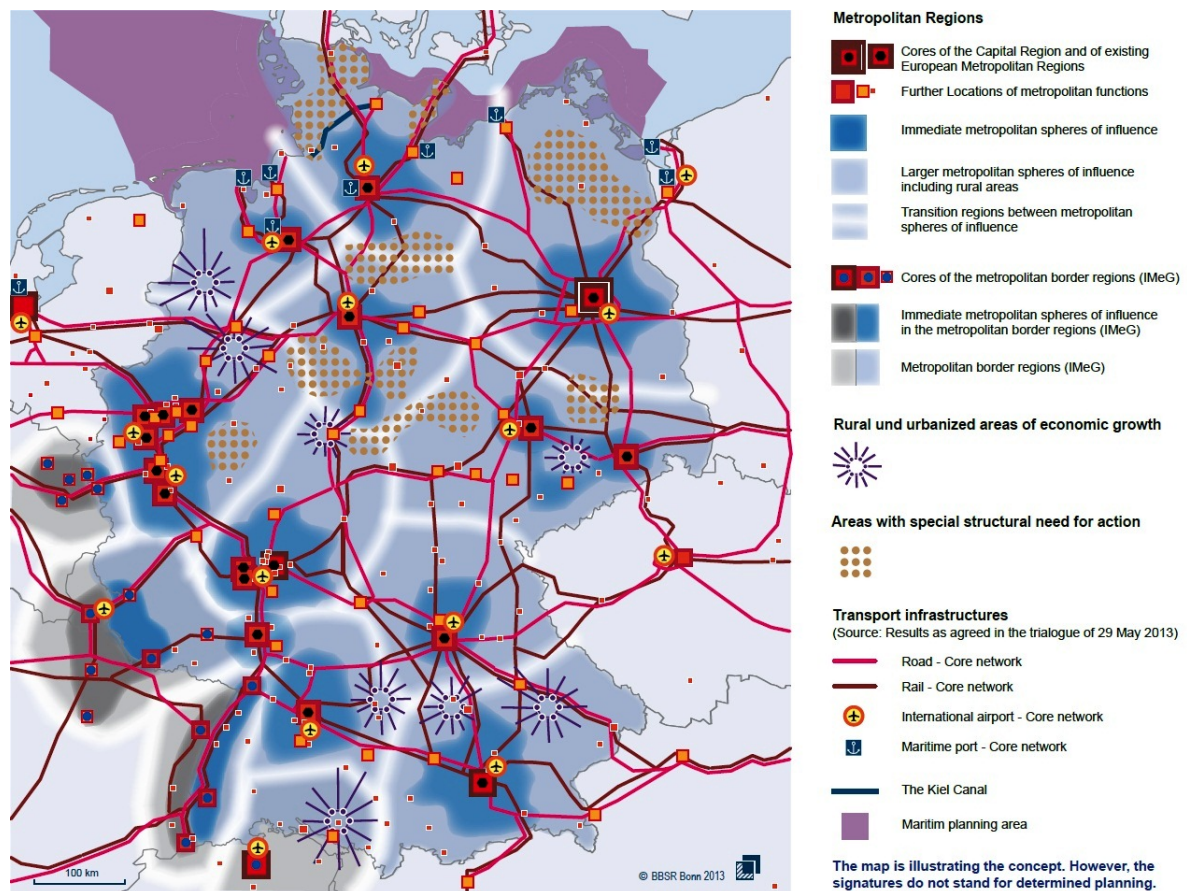 Metropolitan Regions
Cores of the Capital Region and of existing
European Metropolitan Regions
Further Locations of metropolitan functions
Immediate metropolitan spheres of influence
Larger metropolitan spheres of influence
including rural areas
Transition regions between metropolitan
spheres of influence
Cores of the metropolitan border regions (IMeG)
Immediate metropolitan spheres of influence
in the metropolitan border regions (IMeG)
Metropolitan border regions (IMeG)
Rural und urbanized areas of economic growth
Areas with special structural need for action
Transport infrastructures
(Source: Results as agreed in the trialogue of 29 May 2013)
Road - Core network
Rail - Core network
International airport - Core network
Maritime port - Core network
The Kiel Canal
Maritim planning area
The map is illustrating the concept. However, the
signatures do not stand for determined planning.
100 km
© BBSR Bonn 2013